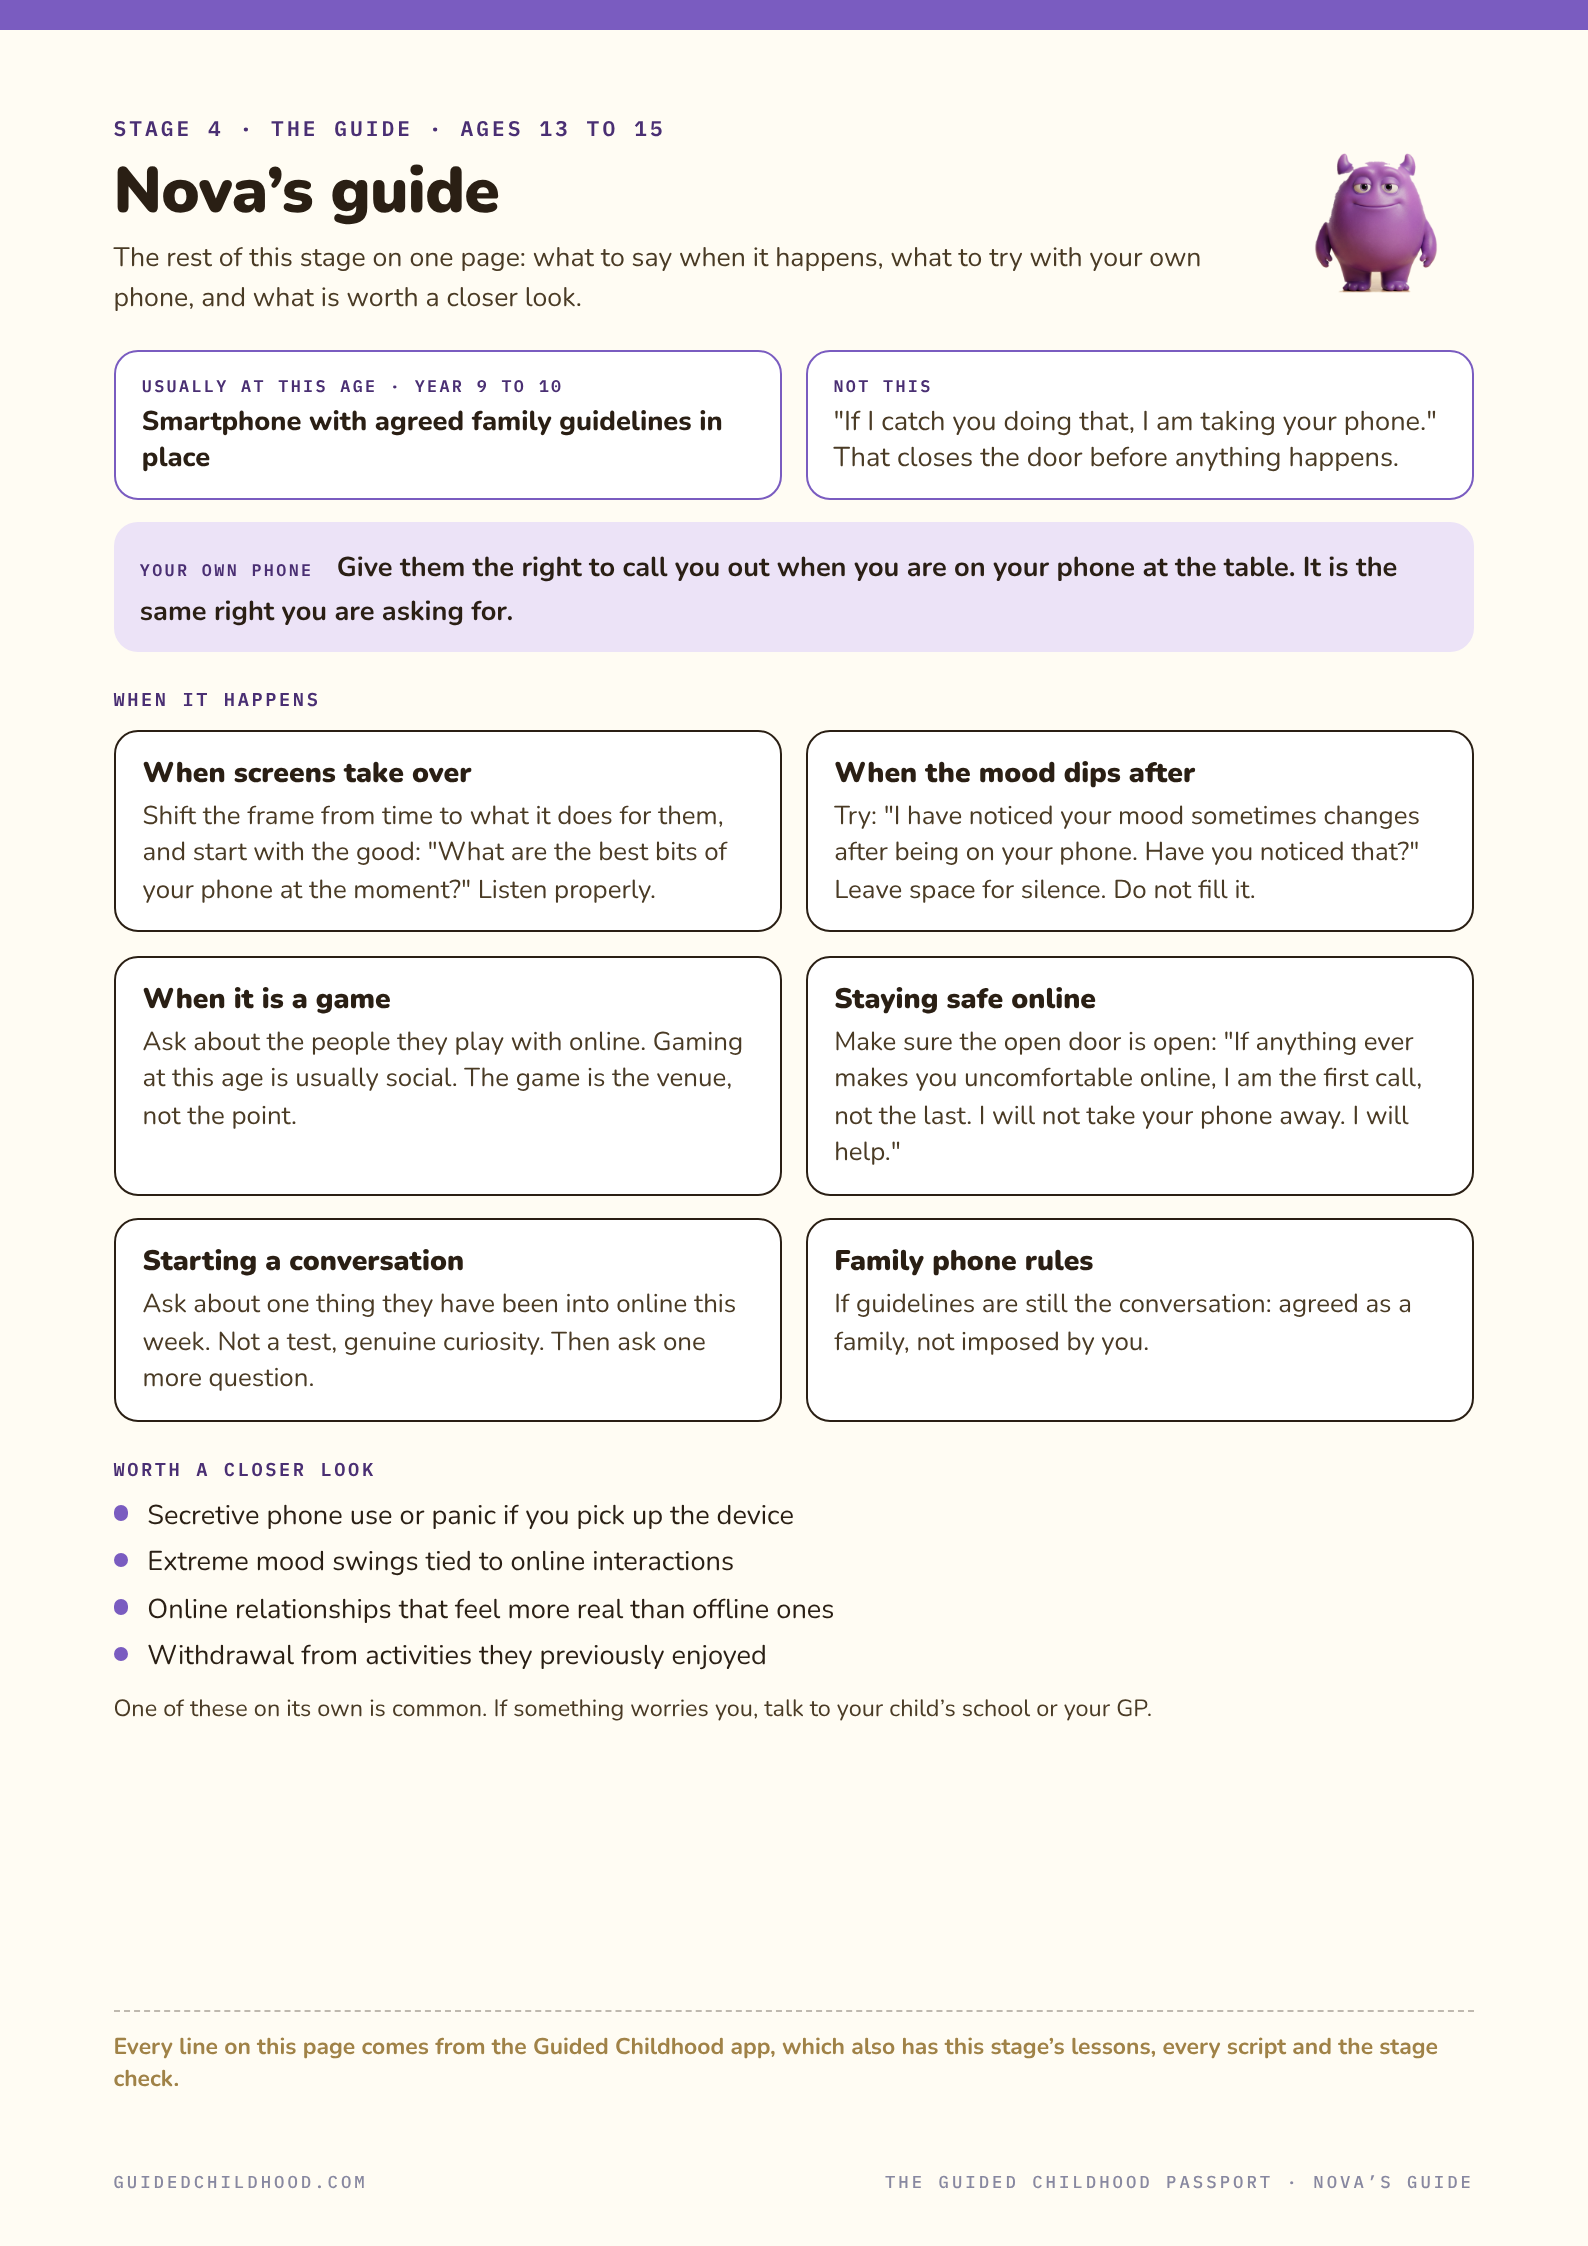 STAGE 4 · THE GUIDE · AGES 13 TO 15
Nova’s guide
The rest of this stage on one page: what to say when it happens, what to try with your own
phone, and what is worth a closer look.
USUALLY AT THIS AGE · YEAR 9 TO 10
Smartphone with agreed family guidelines in
place
NOT THIS
"If I catch you doing that, I am taking your phone."
That closes the door before anything happens.
YOUR OWN PHONE Give them the right to call you out when you are on your phone at the table. It is the
same right you are asking for.
WHEN IT HAPPENS
When screens take over
Shift the frame from time to what it does for them,
and start with the good: "What are the best bits of
your phone at the moment?" Listen properly.
When the mood dips after
Try: "I have noticed your mood sometimes changes
after being on your phone. Have you noticed that?"
Leave space for silence. Do not fill it.
When it is a game
Ask about the people they play with online. Gaming
at this age is usually social. The game is the venue,
not the point.
Staying safe online
Make sure the open door is open: "If anything ever
makes you uncomfortable online, I am the first call,
not the last. I will not take your phone away. I will
help."
Starting a conversation
Ask about one thing they have been into online this
week. Not a test, genuine curiosity. Then ask one
more question.
Family phone rules
If guidelines are still the conversation: agreed as a
family, not imposed by you.
WORTH A CLOSER LOOK
Secretive phone use or panic if you pick up the device
Extreme mood swings tied to online interactions
Online relationships that feel more real than offline ones
Withdrawal from activities they previously enjoyed
One of these on its own is common. If something worries you, talk to your child’s school or your GP.
Every line on this page comes from the Guided Childhood app, which also has this stage’s lessons, every script and the stage
check.
GUIDEDCHILDHOOD.COM
THE GUIDED CHILDHOOD PASSPORT · NOVA’S GUIDE